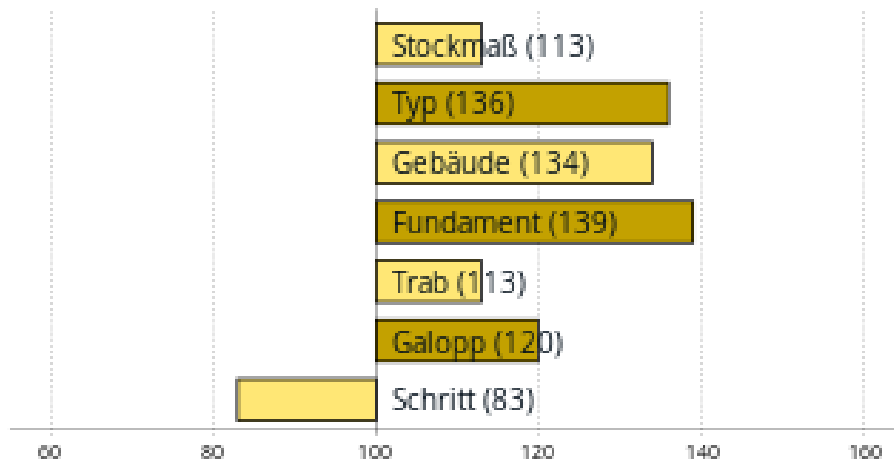 Stockmaß (113)
Typ (136)
Gebäude (134)
Fundament (139)
Trab (113)
Galopp (120)
Schritt (83)
60 80 100 120 140 160